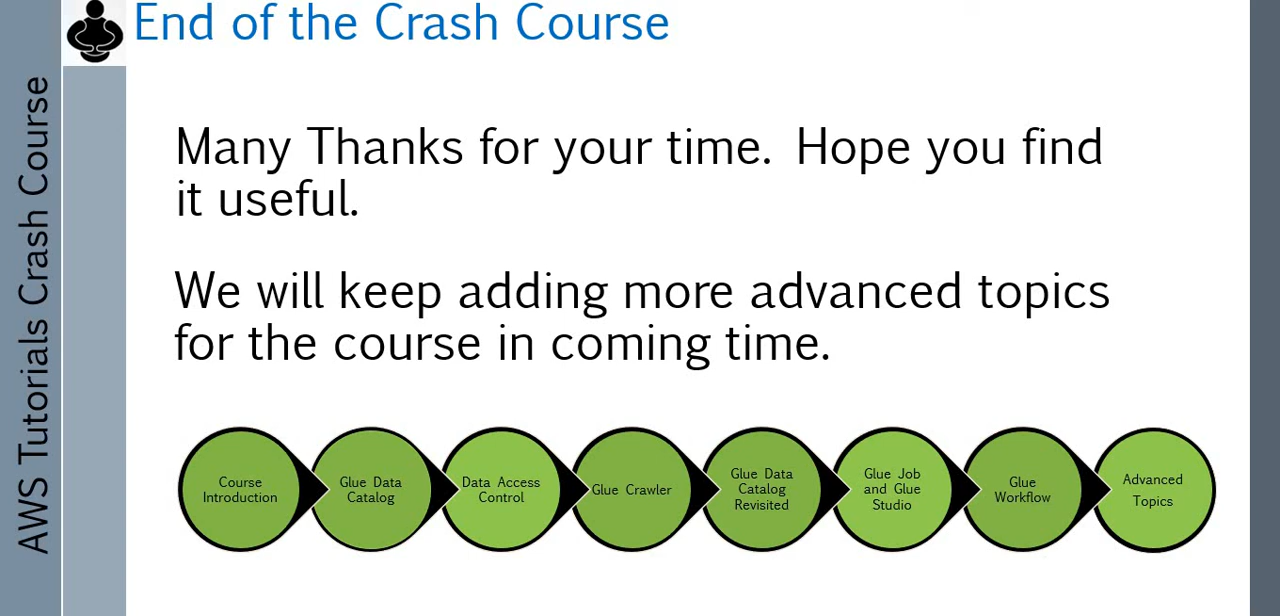 AWS Tutorials Crash Course
End of the Crash Course
Many Thanks for your time. Hope you find
it useful.
We will keep adding more advanced topics
for the course in coming time.
Course
Introduction
Glue Data
Catalog
Data Access
Control
Glue Crawler
Glue Data
Catalog
Revisited
Glue Job
and Glue
Studio
Glue
Workflow
Advanced
Topics